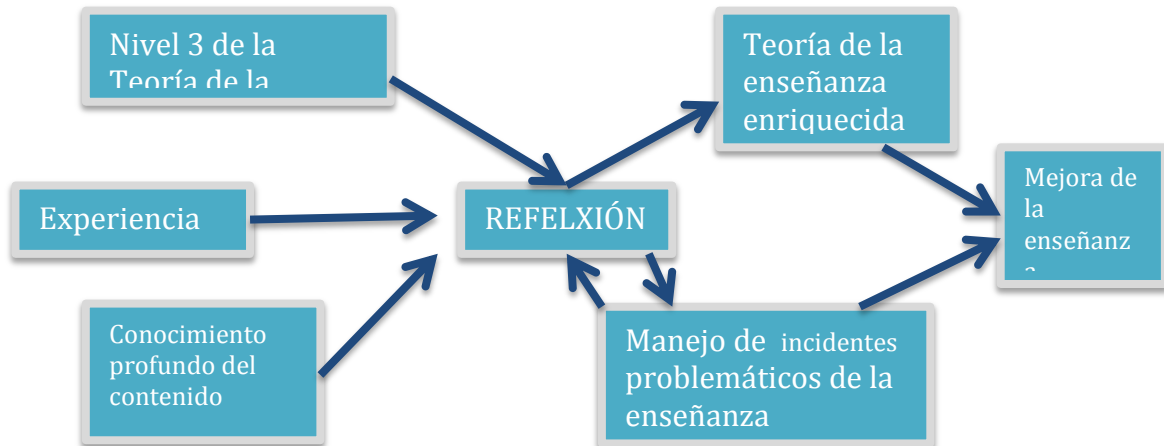 Nivel 3 de la
Teoría de la
Teoría de la
enseñanza
enriquecida
Experiencia
REFELXIÓN
Mejora de
la
enseñanz
a
Conocimiento
profundo del
contenido
Manejo de incidentes
problemáticos de la
enseñanza